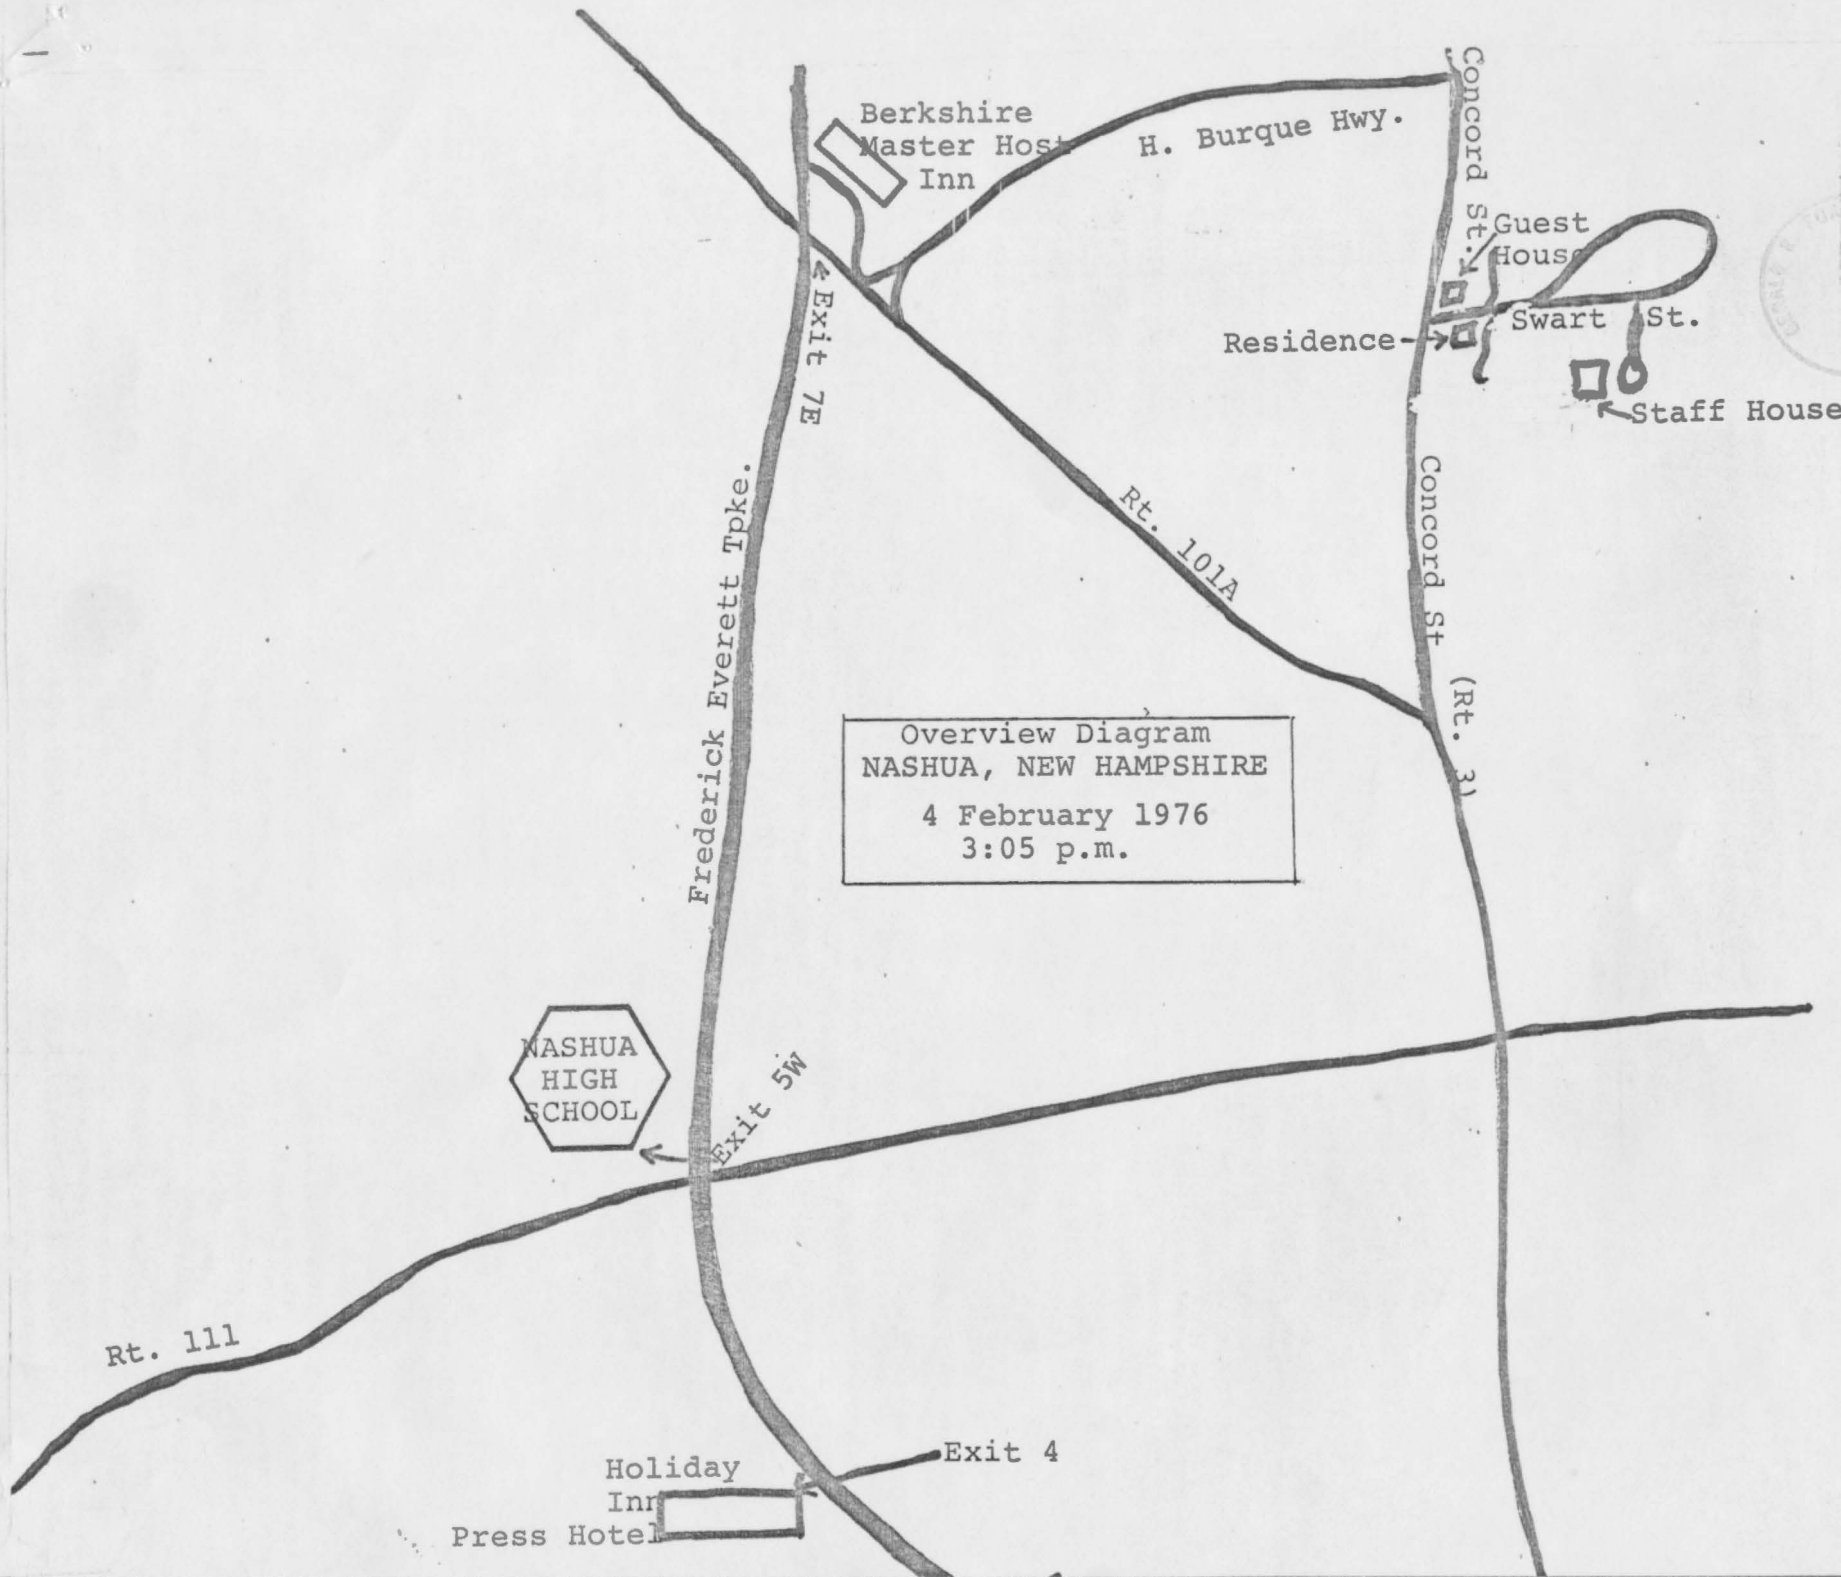 Berkshire
Master Host
Inn
H. Burque Hwy.
Concord St.
Guest
House
Exit 7E
Residence
Swart St.
Staff House
Concord St (Rt. 3)
Frederick Everett Tpke.
Rt. 101A
Overview Diagram
NASHUA, NEW HAMPSHIRE
4 February 1976
3:05 p.m.
NASHUA
HIGH
SCHOOL
Exit 5W
Rt. 111
Exit 4
Holiday
Inn
Press Hotel